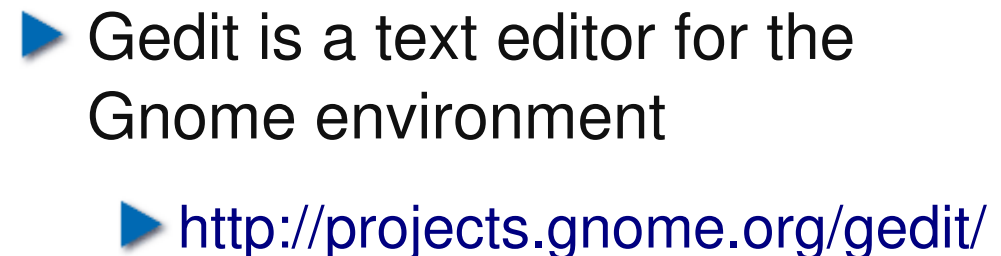 Gedit is a text editor for the
Gnome environment
http://projects.gnome.org/gedit/